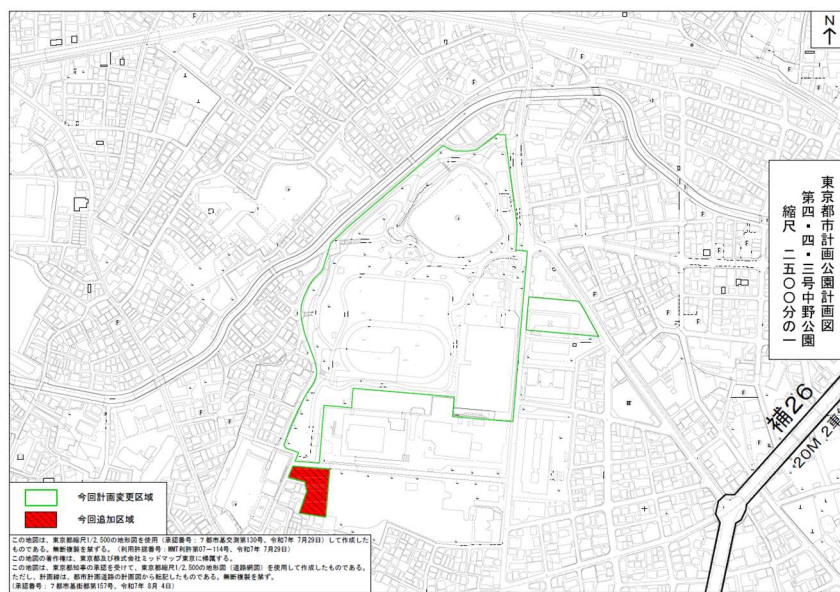 N
東京都市計画公園計画図
第四・四・三号中野公園
縮尺 二五〇〇分の一
補26
今回計画変更区域
今回追加区域
この地図は、東京都縮尺1/2,500の地形図を使用（承認番号：7都市基交測第130号、令和7年 7月29日）して作成した
ものである。無断複製を禁ずる。（利用許諾番号：MMT利許第07－114号、令和7年 7月29日）
この地図の著作権は、東京都及び株式会社ミッドマップ東京に帰属する。
この地図は、東京都知事の承認を受けて、東京都縮尺1/2,500の地形図（道路網図）を使用して作成したものである。
ただし、計画線は、都市計画道路の計画図から転記したものである。無断複製を禁ず。
（承認番号：7都市基街都第157号、令和7年 8月 4日）